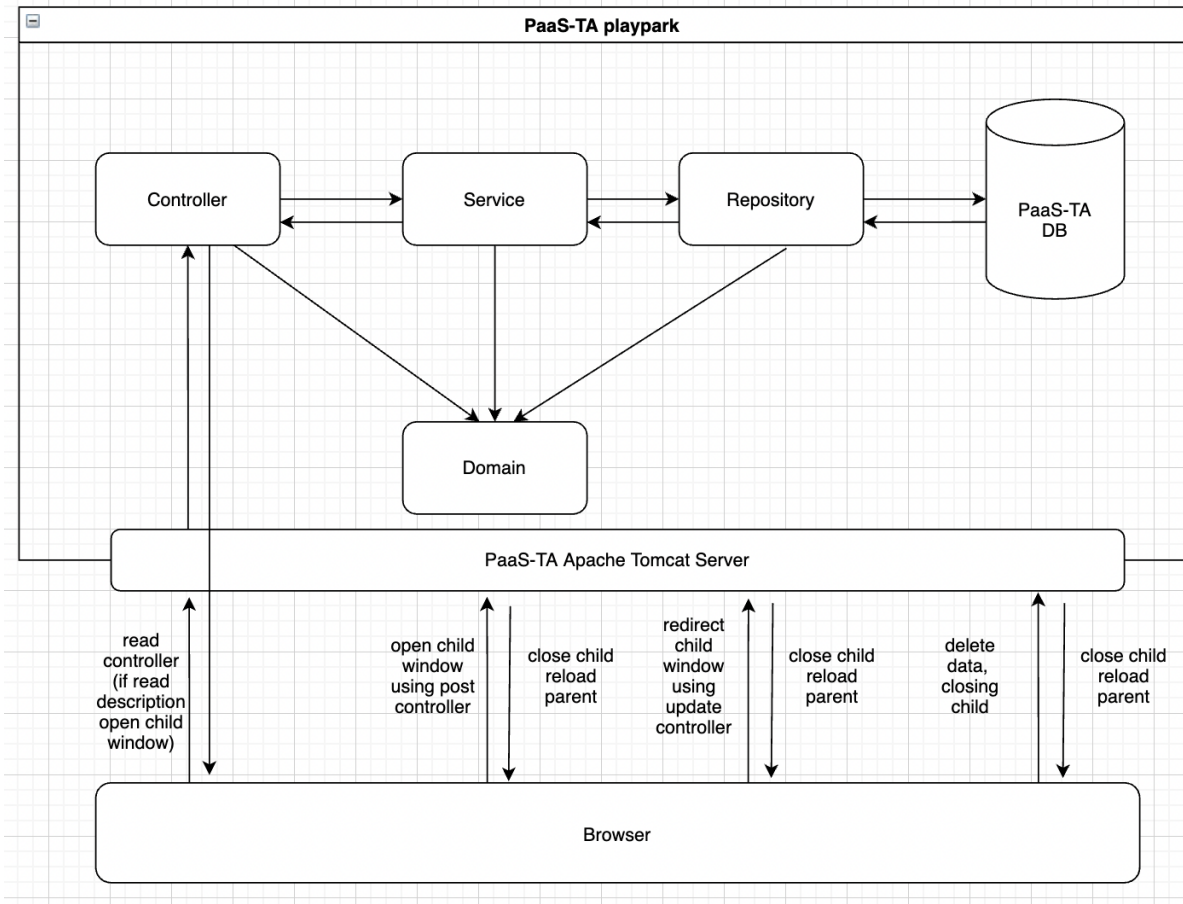 PaaS-TA playpark
Controller
Service
Repository
PaaS-TA
DB
Domain
PaaS-TA Apache Tomcat Server
read
controller
(if read
description
open child
window)
open child
window
using post
controller
close child
reload
parent
redirect
child
window
using
update
controller
close child
reload
parent
delete
data,
closing
child
close child
reload
parent
Browser